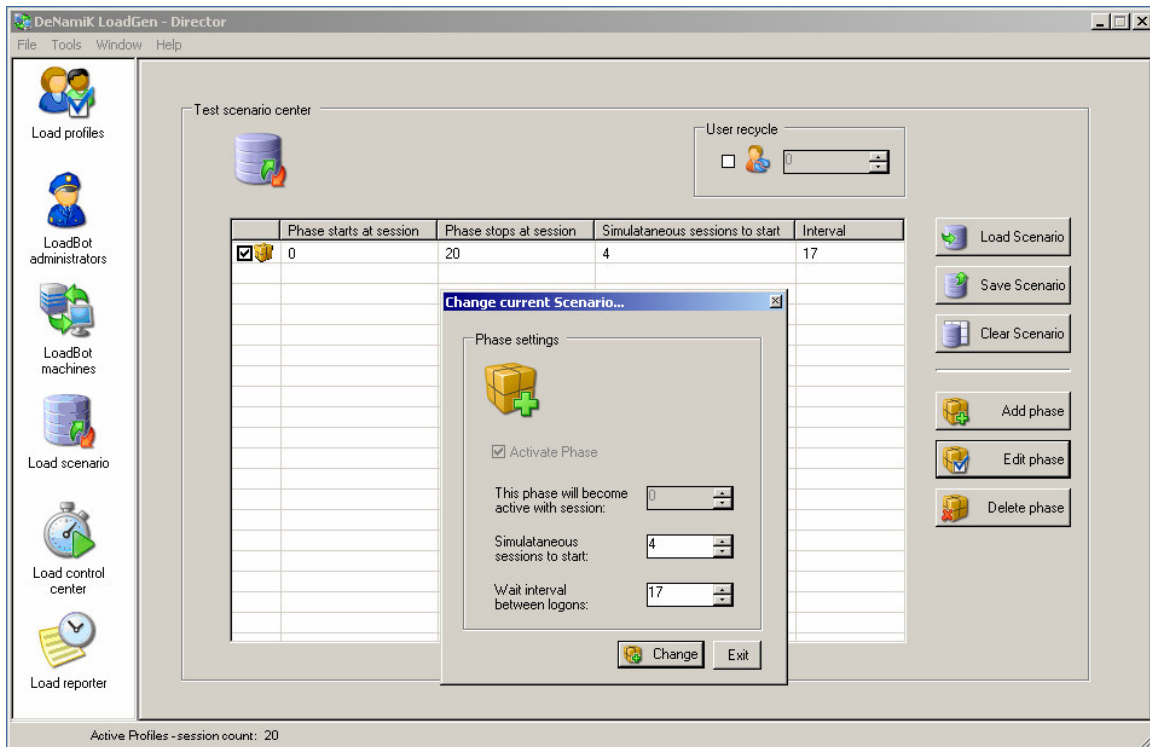 DeNamiK LoadGen - Director
File Tools Window Help
Load profiles
LoadBot
administrators
LoadBot
machines
Load scenario
Load control
center
Load reporter
Test scenario center
User recycle
0
Phase starts at session Phase stops at session Simulataneous sessions to start Interval
0 20 4 17
Load Scenario
Save Scenario
Clear Scenario
Add phase
Edit phase
Delete phase
Change current Scenario...
Phase settings
Activate Phase
This phase will become
active with session:
0
Simulataneous
sessions to start:
4
Wait interval
between logons:
17
Change Exit
Active Profiles - session count: 20